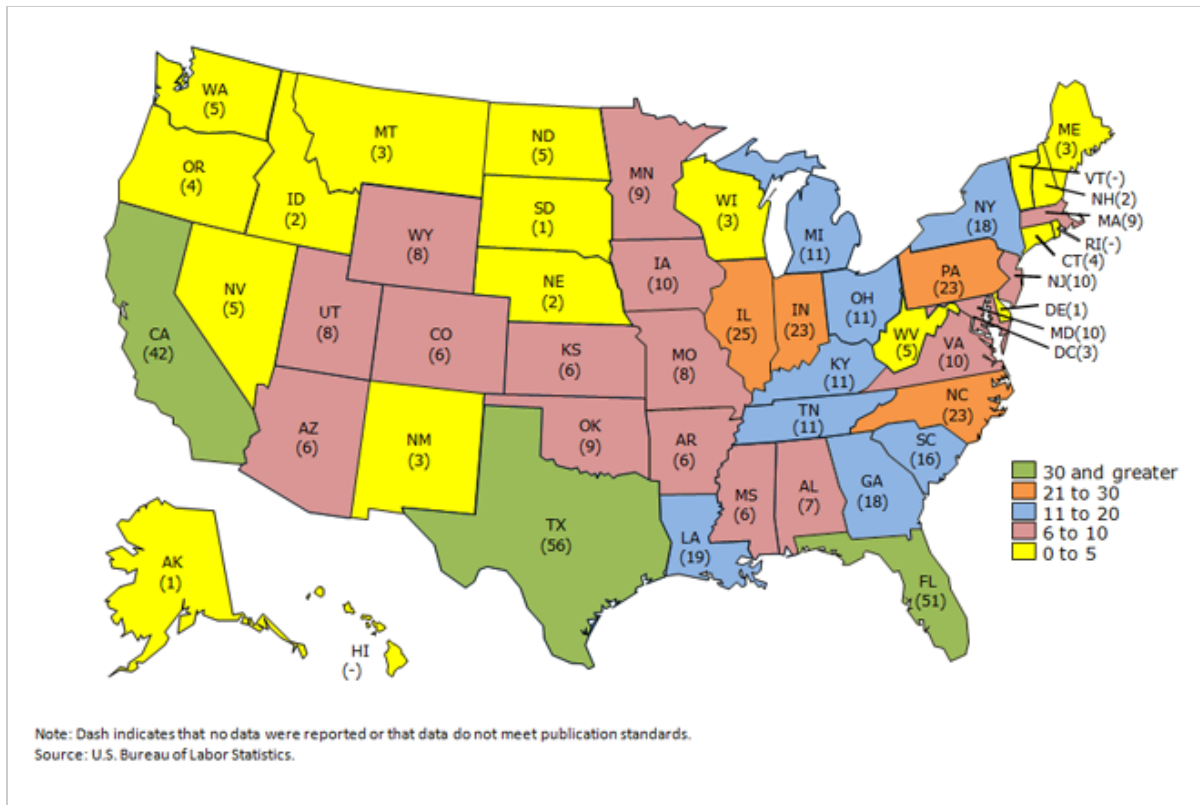 WA
(5)
MT
(3)
ND
(5)
ME
(3)
OR
(4)
ID
(2)
MN
(9)
VT(-)
NH(2)
MA(9)
RI(-)
CT(4)
NJ(10)
DE(1)
MD(10)
DC(3)
SD
(1)
WI
(3)
NY
(18)
WY
(8)
MI
(11)
IA
(10)
PA
(23)
NE
(2)
NV
(5)
UT
(8)
CO
(6)
IL
(25)
IN
(23)
OH
(11)
CA
(42)
WV
(5)
VA
(10)
KS
(6)
MO
(8)
KY
(11)
NC
(23)
TN
(11)
AZ
(6)
NM
(3)
OK
(9)
AR
(6)
SC
(16)
MS
(6)
AL
(7)
GA
(18)
TX
(56)
LA
(19)
FL
(51)
AK
(1)
HI
(-)
30 and greater
21 to 30
11 to 20
6 to 10
0 to 5
Note: Dash indicates that no data were reported or that data do not meet publication standards.
Source: U.S. Bureau of Labor Statistics.